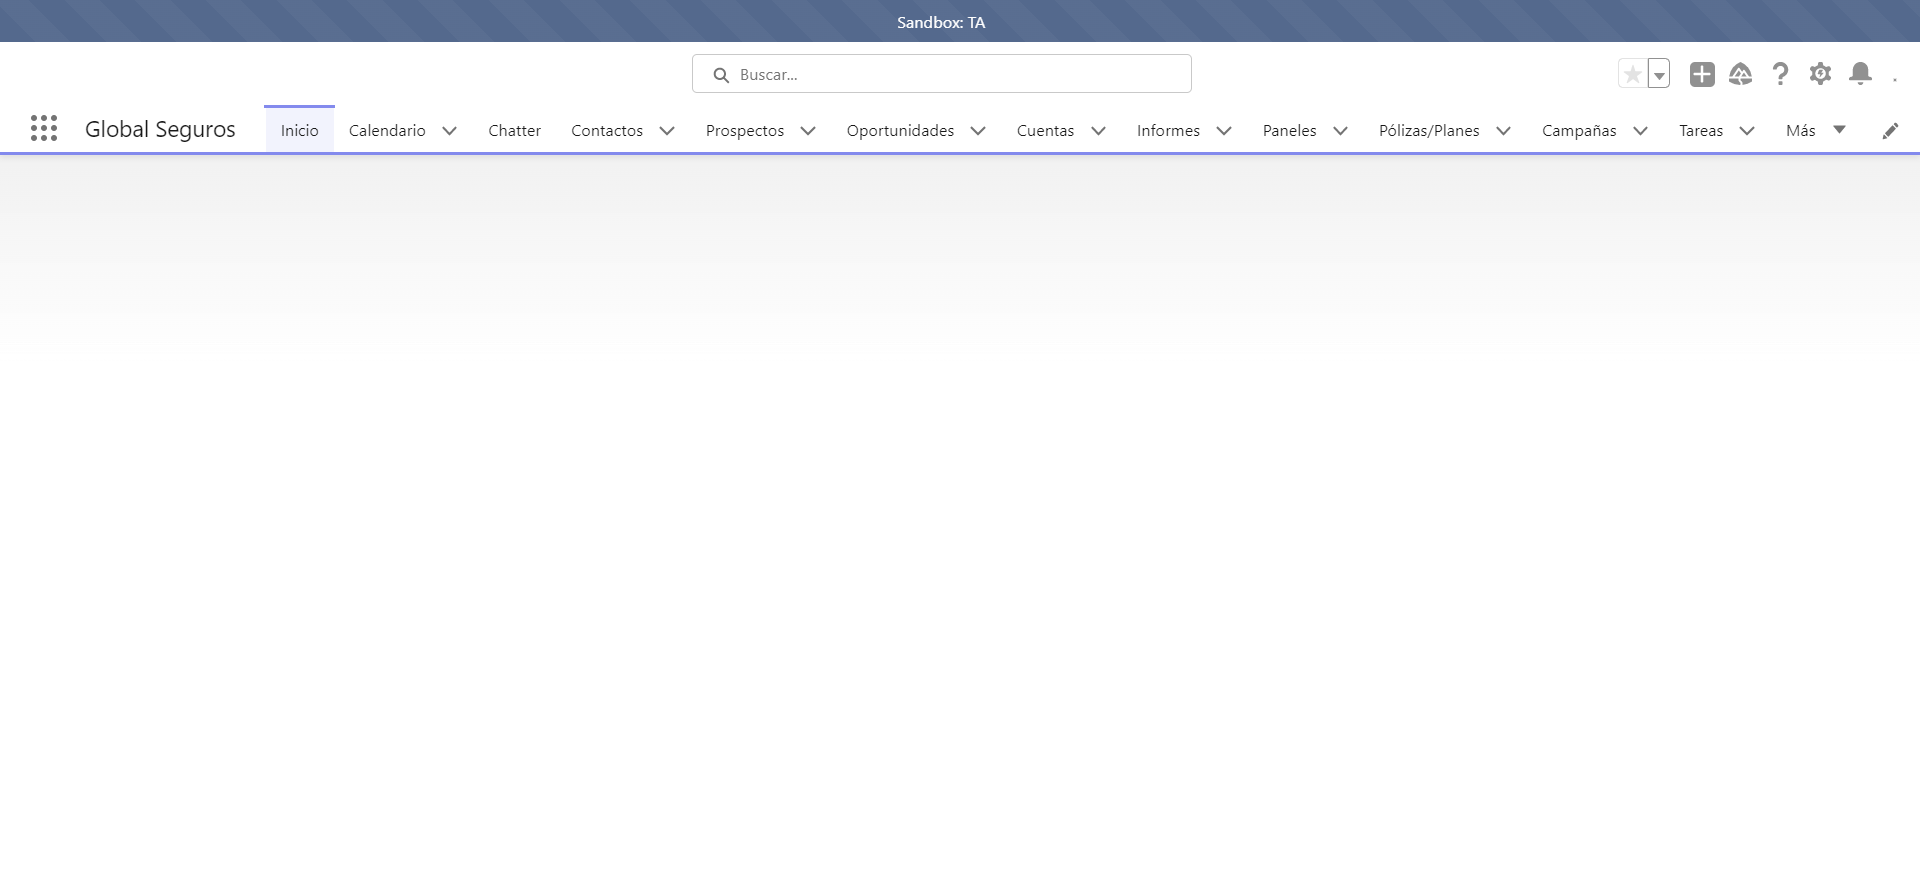 Sandbox: TA
Buscar...
Global Seguros Inicio Calendario Chatter Contactos Prospectos Oportunidades Cuentas Informes Paneles Pólizas/Planes Campañas Tareas Más